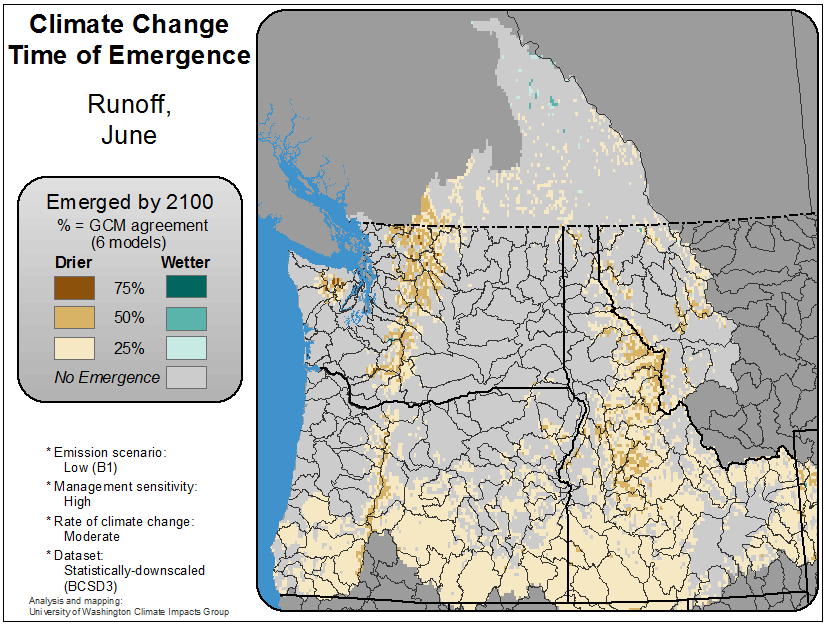 Climate Change
Time of Emergence
Runoff,
June
Emerged by 2100
% = GCM agreement
(6 models)
Drier Wetter
75%
50%
25%
No Emergence
* Emission scenario:
Low (B1)
* Management sensitivity:
High
* Rate of climate change:
Moderate
* Dataset:
Statistically-downscaled
(BCSD3)
Analysis and mapping:
University of Washington Climate Impacts Group